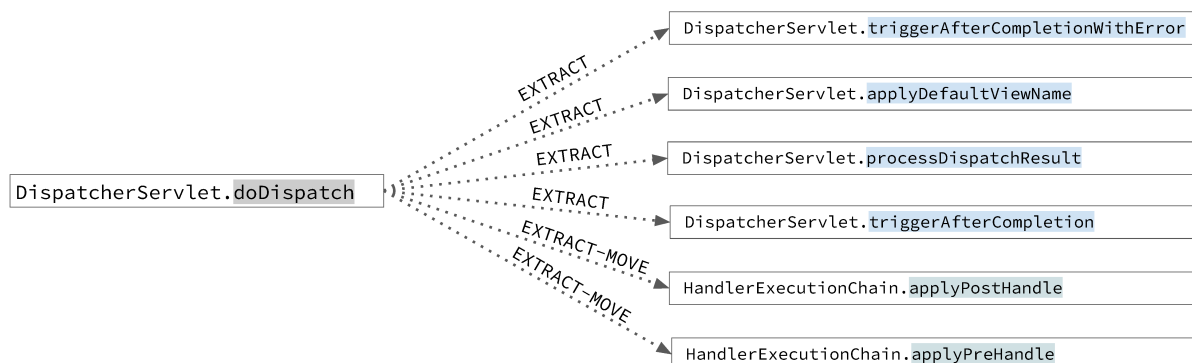 DispatcherServlet.triggerAfterCompletionWithError
EXTRACT
DispatcherServlet.applyDefaultViewName
EXTRACT
DispatcherServlet.processDispatchResult
EXTRACT
DispatcherServlet.doDispatch
EXTRACT
DispatcherServlet.triggerAfterCompletion
EXTRACT-MOVE
HandlerExecutionChain.applyPostHandle
EXTRACT-MOVE
HandlerExecutionChain.applyPreHandle